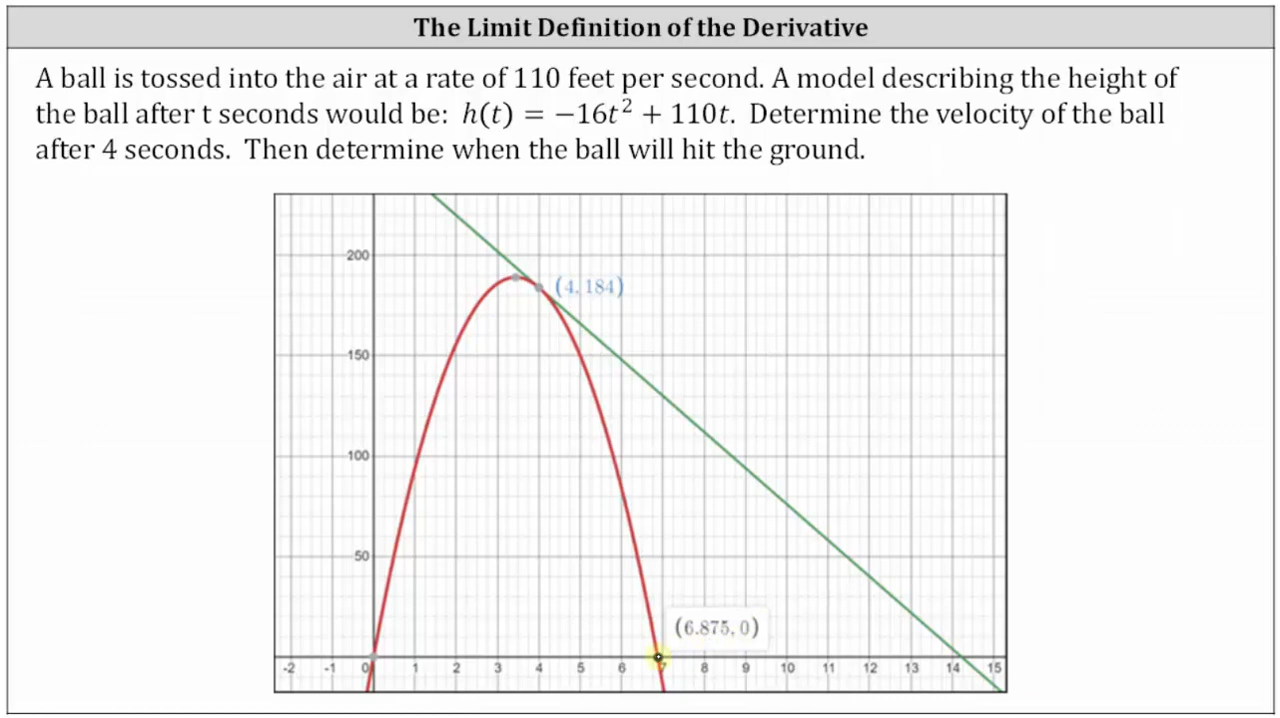 The Limit Definition of the Derivative
A ball is tossed into the air at a rate of 110 feet per second. A model describing the height of
the ball after t seconds would be: h(t) = −16t² + 110t. Determine the velocity of the ball
after 4 seconds. Then determine when the ball will hit the ground.
200
(4, 184)
150
100
50
(6.875, 0)
-2 -1 0 1 2 3 4 5 6 7 8 9 10 11 12 13 14 15